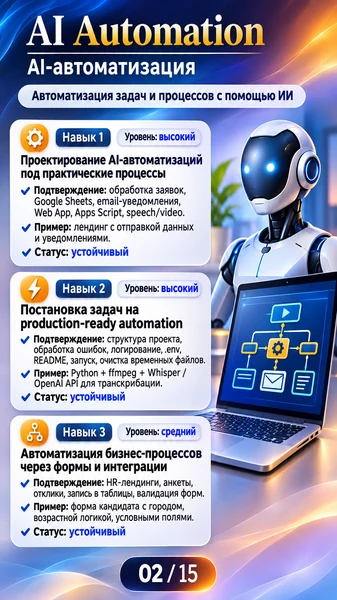 AI Automation
AI-автоматизация
Автоматизация задач и процессов с помощью ИИ
Навык 1
Уровень: высокий
Проектирование AI-автоматизаций
под практические процессы
Подтверждение: обработка заявок,
Google Sheets, email-уведомления,
Web App, Apps Script, speech/video.
Пример: лендинг с отправкой данных
и уведомлениями.
Статус: устойчивый
Навык 2
Уровень: высокий
Постановка задач на
production-ready automation
Подтверждение: структура проекта,
обработка ошибок, логирование, .env,
README, запуск, очистка временных файлов.
Пример: Python + ffmpeg + Whisper /
OpenAI API для транскрибации.
Статус: устойчивый
Навык 3
Уровень: средний
Автоматизация бизнес-процессов
через формы и интеграции
Подтверждение: HR-лендинги, анкеты,
отклики, запись в таблицы, валидация форм.
Пример: форма кандидата с городом,
возрастной логикой, условными полями.
Статус: устойчивый
02 / 15